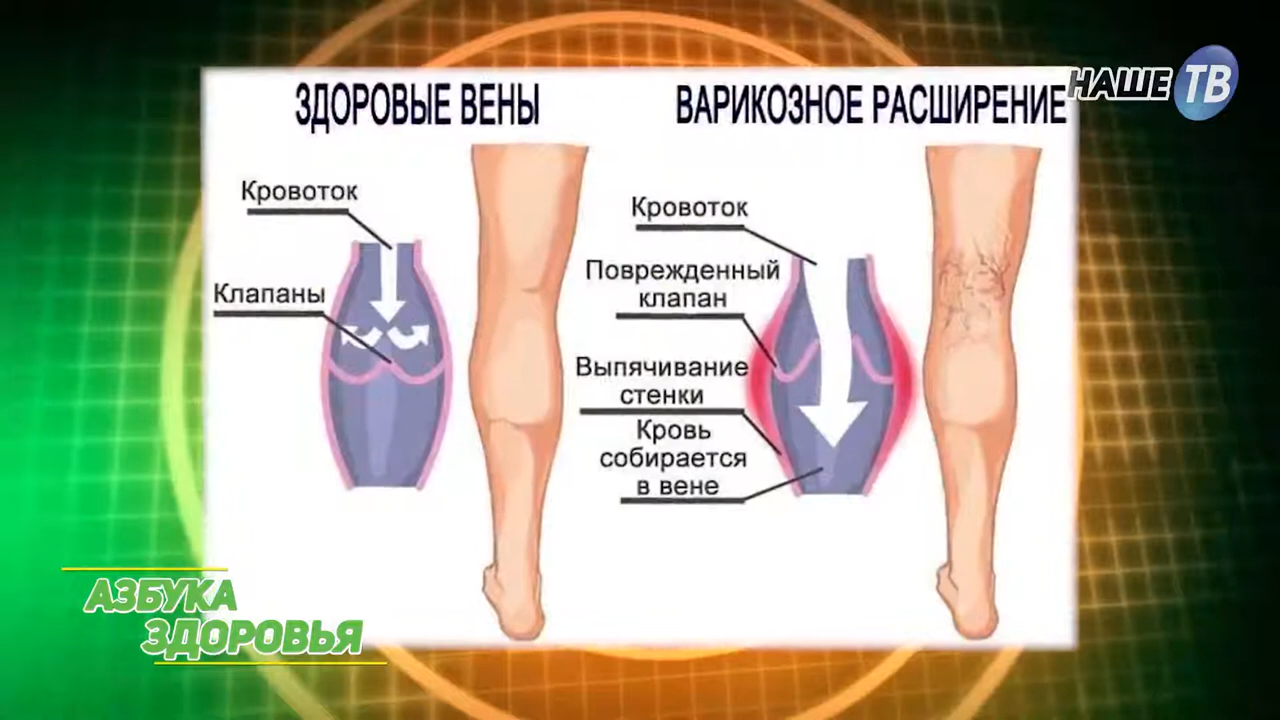 НАШЕ ТВ
ЗДОРОВЫЕ ВЕНЫ
ВАРИКОЗНОЕ РАСШИРЕНИЕ
Кровоток
Клапаны
Кровоток
Поврежденный
клапан
Выпячивание
стенки
Кровь
собирается
в вене
АЗБУКА
ЗДОРОВЬЯ